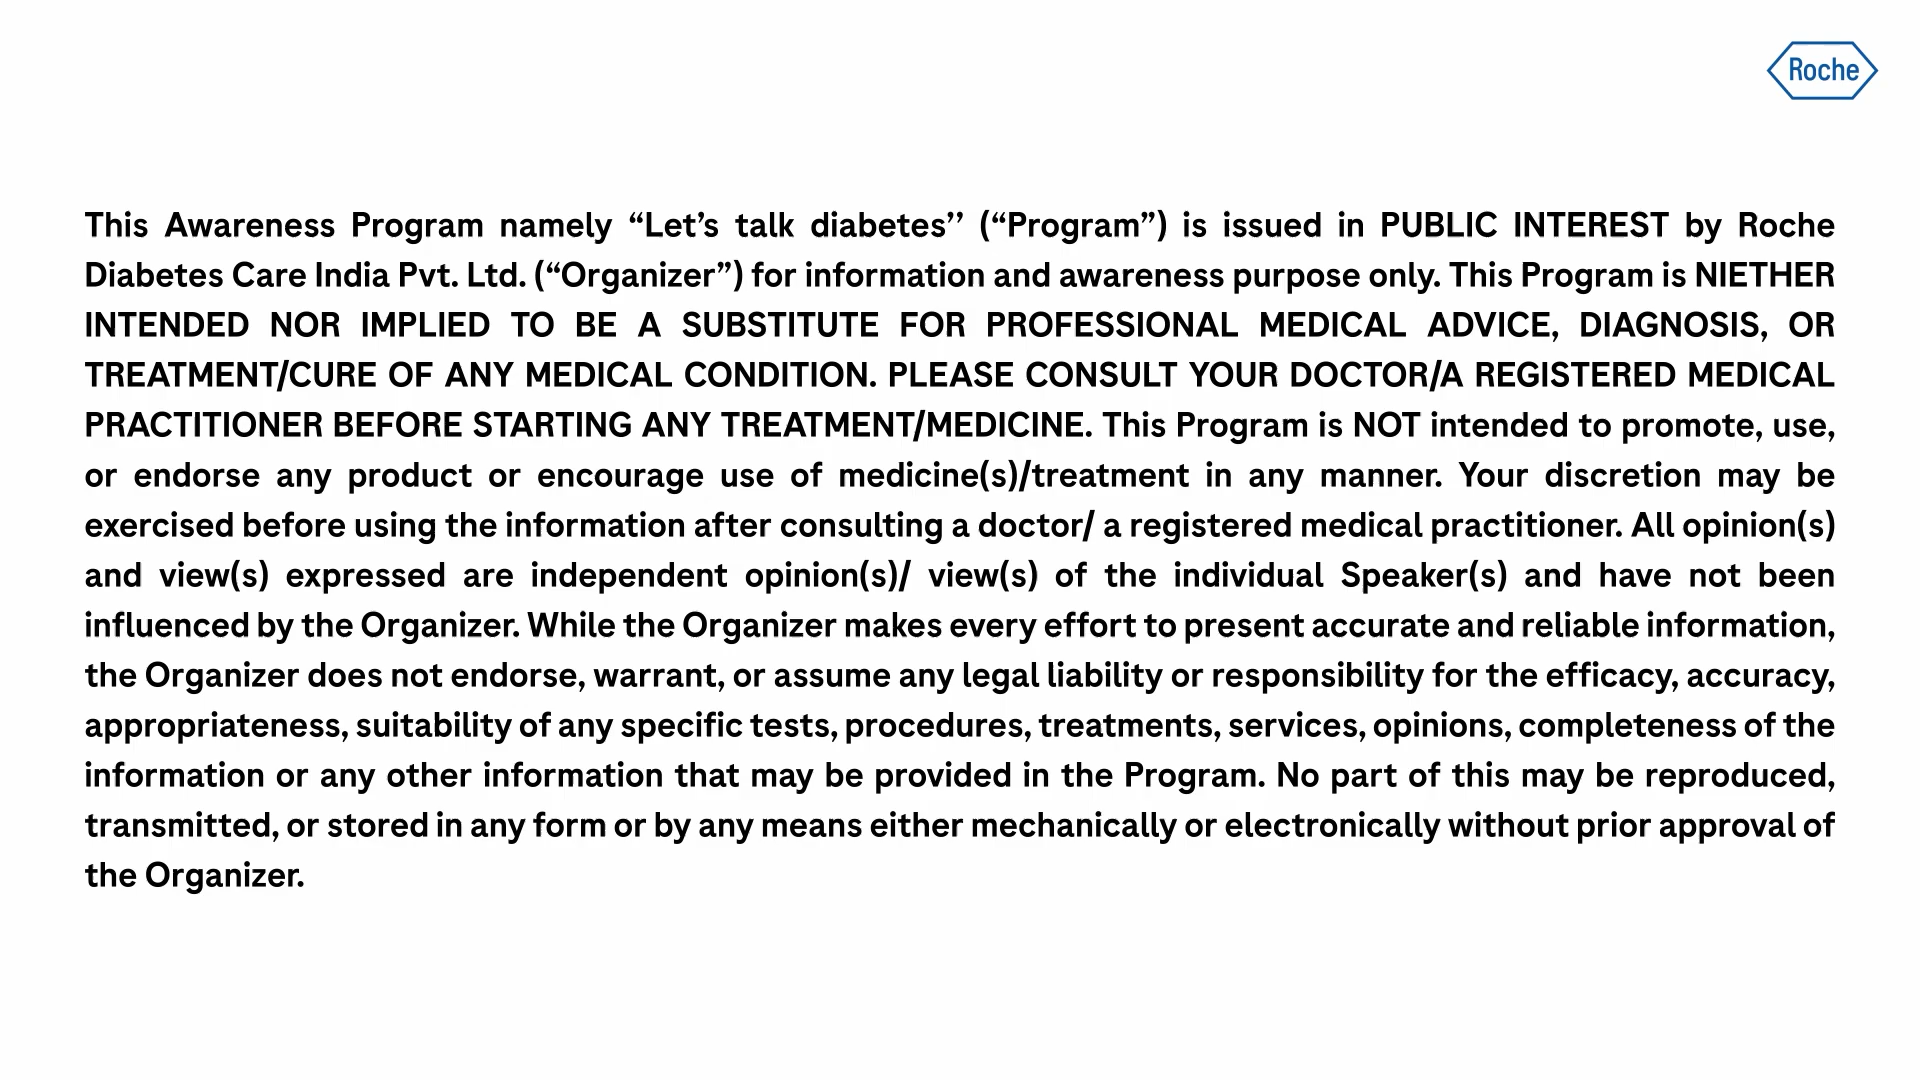 Roche
This Awareness Program namely “Let’s talk diabetes’’ (“Program”) is issued in PUBLIC INTEREST by Roche
Diabetes Care India Pvt. Ltd. (“Organizer”) for information and awareness purpose only. This Program is NIETHER
INTENDED NOR IMPLIED TO BE A SUBSTITUTE FOR PROFESSIONAL MEDICAL ADVICE, DIAGNOSIS, OR
TREATMENT/CURE OF ANY MEDICAL CONDITION. PLEASE CONSULT YOUR DOCTOR/A REGISTERED MEDICAL
PRACTITIONER BEFORE STARTING ANY TREATMENT/MEDICINE. This Program is NOT intended to promote, use,
or endorse any product or encourage use of medicine(s)/treatment in any manner. Your discretion may be
exercised before using the information after consulting a doctor/ a registered medical practitioner. All opinion(s)
and view(s) expressed are independent opinion(s)/ view(s) of the individual Speaker(s) and have not been
influenced by the Organizer. While the Organizer makes every effort to present accurate and reliable information,
the Organizer does not endorse, warrant, or assume any legal liability or responsibility for the efficacy, accuracy,
appropriateness, suitability of any specific tests, procedures, treatments, services, opinions, completeness of the
information or any other information that may be provided in the Program. No part of this may be reproduced,
transmitted, or stored in any form or by any means either mechanically or electronically without prior approval of
the Organizer.